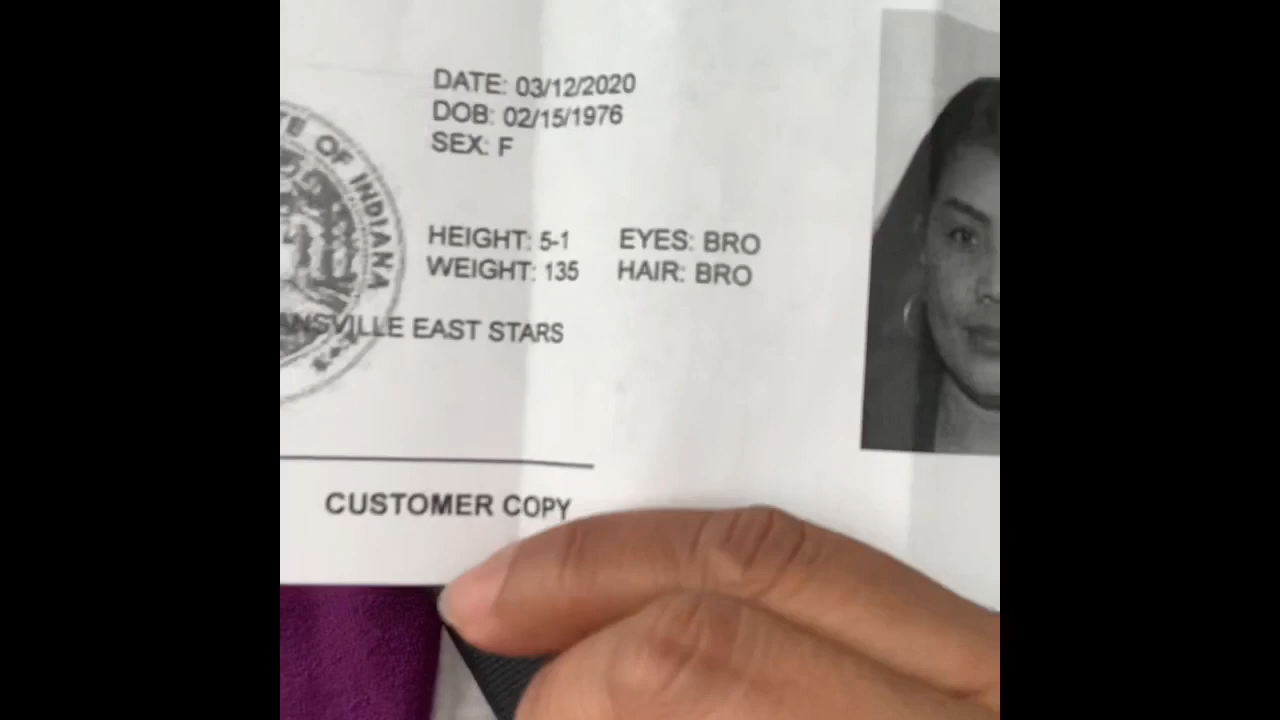 DATE: 03/12/2020
DOB: 02/15/1976
SEX: F
OF INDIANA
HEIGHT: 5-1 EYES: BRO
WEIGHT: 135 HAIR: BRO
ANSVILLE EAST STARS
CUSTOMER COPY